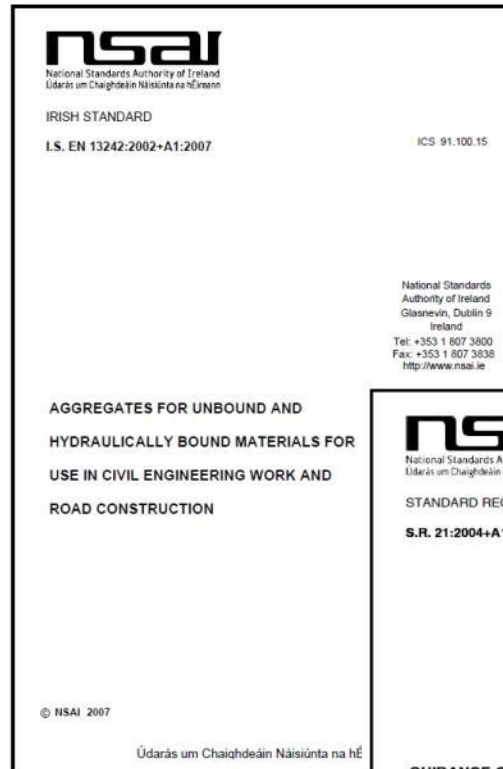 nsai
National Standards Authority of Ireland
Údarás um Chaighdeáin Náisiúnta na hÉireann
IRISH STANDARD
I.S. EN 13242:2002+A1:2007
ICS 91.100.15
National Standards
Authority of Ireland
Glasnevin, Dublin 9
Ireland
Tel: +353 1 807 3800
Fax: +353 1 807 3838
http://www.nsai.ie
AGGREGATES FOR UNBOUND AND
HYDRAULICALLY BOUND MATERIALS FOR
USE IN CIVIL ENGINEERING WORK AND
ROAD CONSTRUCTION
© NSAI 2007
Údarás um Chaighdeáin Náisiúnta na hÉ
ns
National Standards A
Údarás um Chaighdeáin
STANDARD REC
S.R. 21:2004+A1